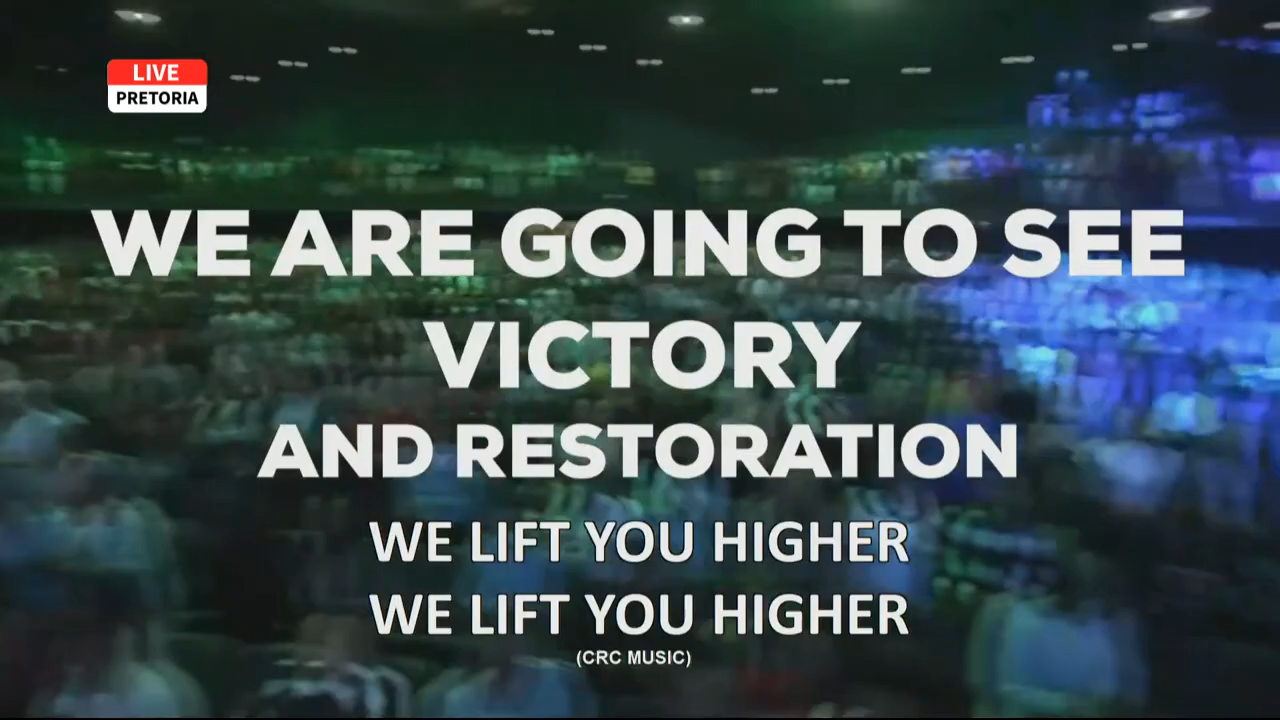 LIVE
PRETORIA
WE ARE GOING TO SEE
VICTORY
AND RESTORATION
WE LIFT YOU HIGHER
WE LIFT YOU HIGHER
(CRC MUSIC)